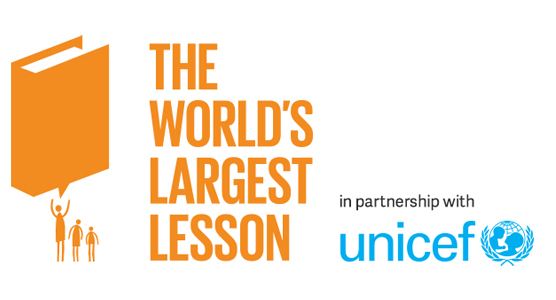 THE
WORLD'S
LARGEST
LESSON
in partnership with
unicef